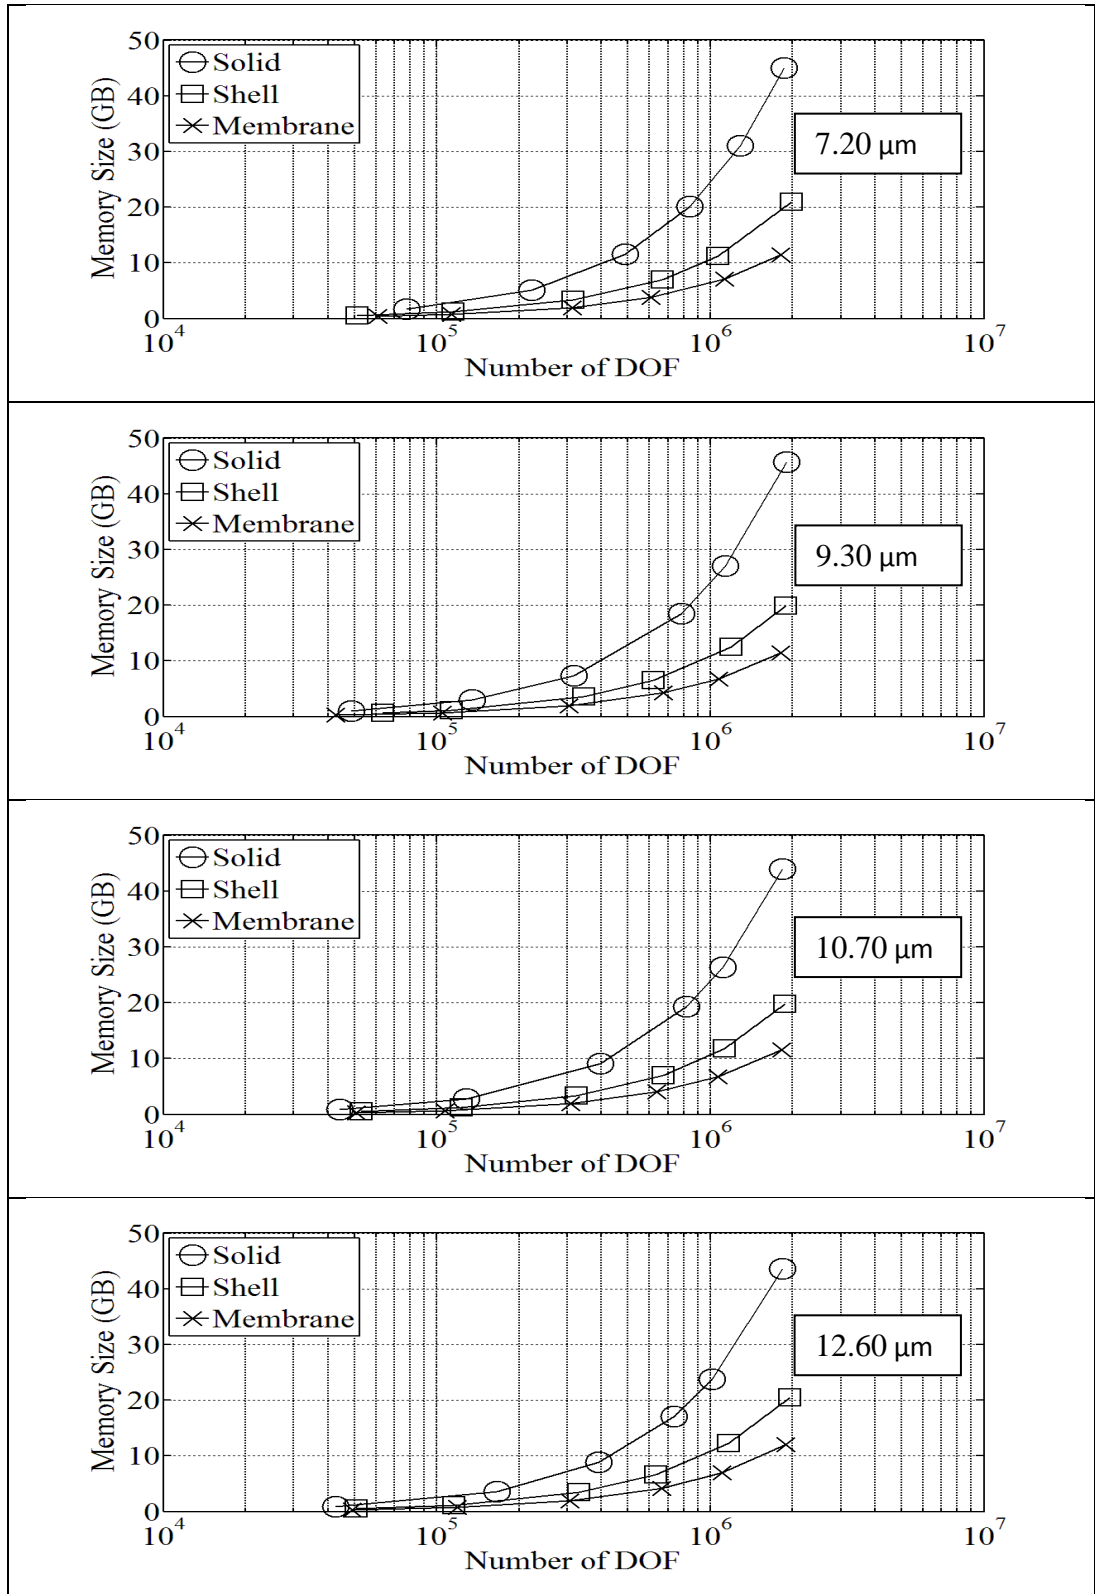 50
40
30
20
10
0
Memory Size (GB)
Solid
Shell
Membrane
7.20 µm
10^4
10^5
10^6
10^7
Number of DOF
50
40
30
20
10
0
Memory Size (GB)
Solid
Shell
Membrane
9.30 µm
10^4
10^5
10^6
10^7
Number of DOF
50
40
30
20
10
0
Memory Size (GB)
Solid
Shell
Membrane
10.70 µm
10^4
10^5
10^6
10^7
Number of DOF
50
40
30
20
10
0
Memory Size (GB)
Solid
Shell
Membrane
12.60 µm
10^4
10^5
10^6
10^7
Number of DOF